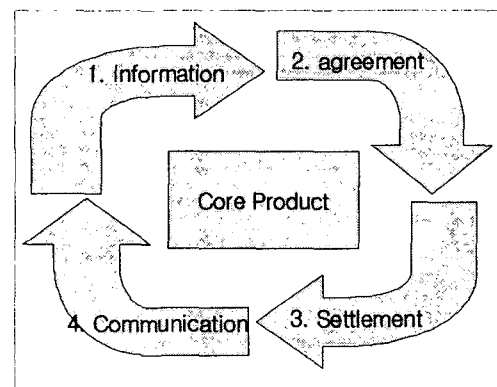 1. Information
2. agreement
Core Product
3. Settlement
4. Communication